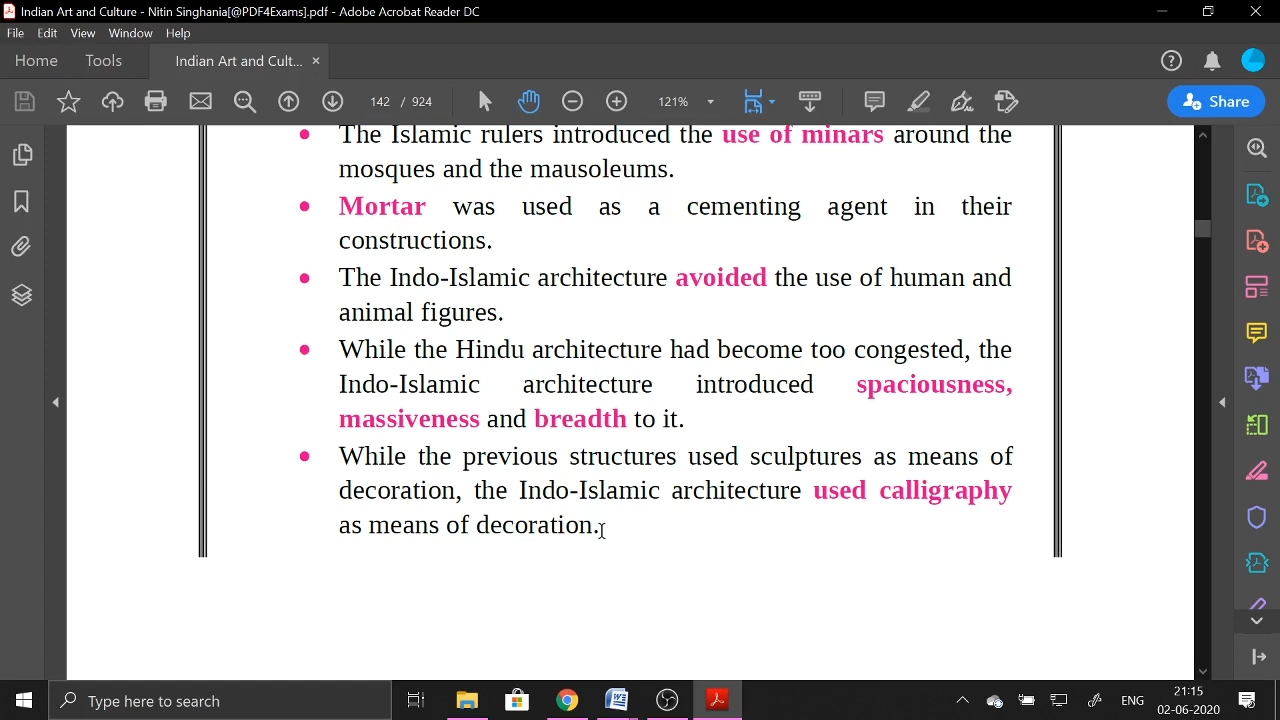 Indian Art and Culture - Nitin Singhania[@PDF4Exams].pdf - Adobe Acrobat Reader DC
File Edit View Window Help
Home Tools Indian Art and Cult... ×
142 / 924 121% Share
The Islamic rulers introduced the use of minars around the
mosques and the mausoleums.
Mortar was used as a cementing agent in their
constructions.
The Indo-Islamic architecture avoided the use of human and
animal figures.
While the Hindu architecture had become too congested, the
Indo-Islamic architecture introduced spaciousness,
massiveness and breadth to it.
While the previous structures used sculptures as means of
decoration, the Indo-Islamic architecture used calligraphy
as means of decoration.
Type here to search
ENG
21:15
02-06-2020